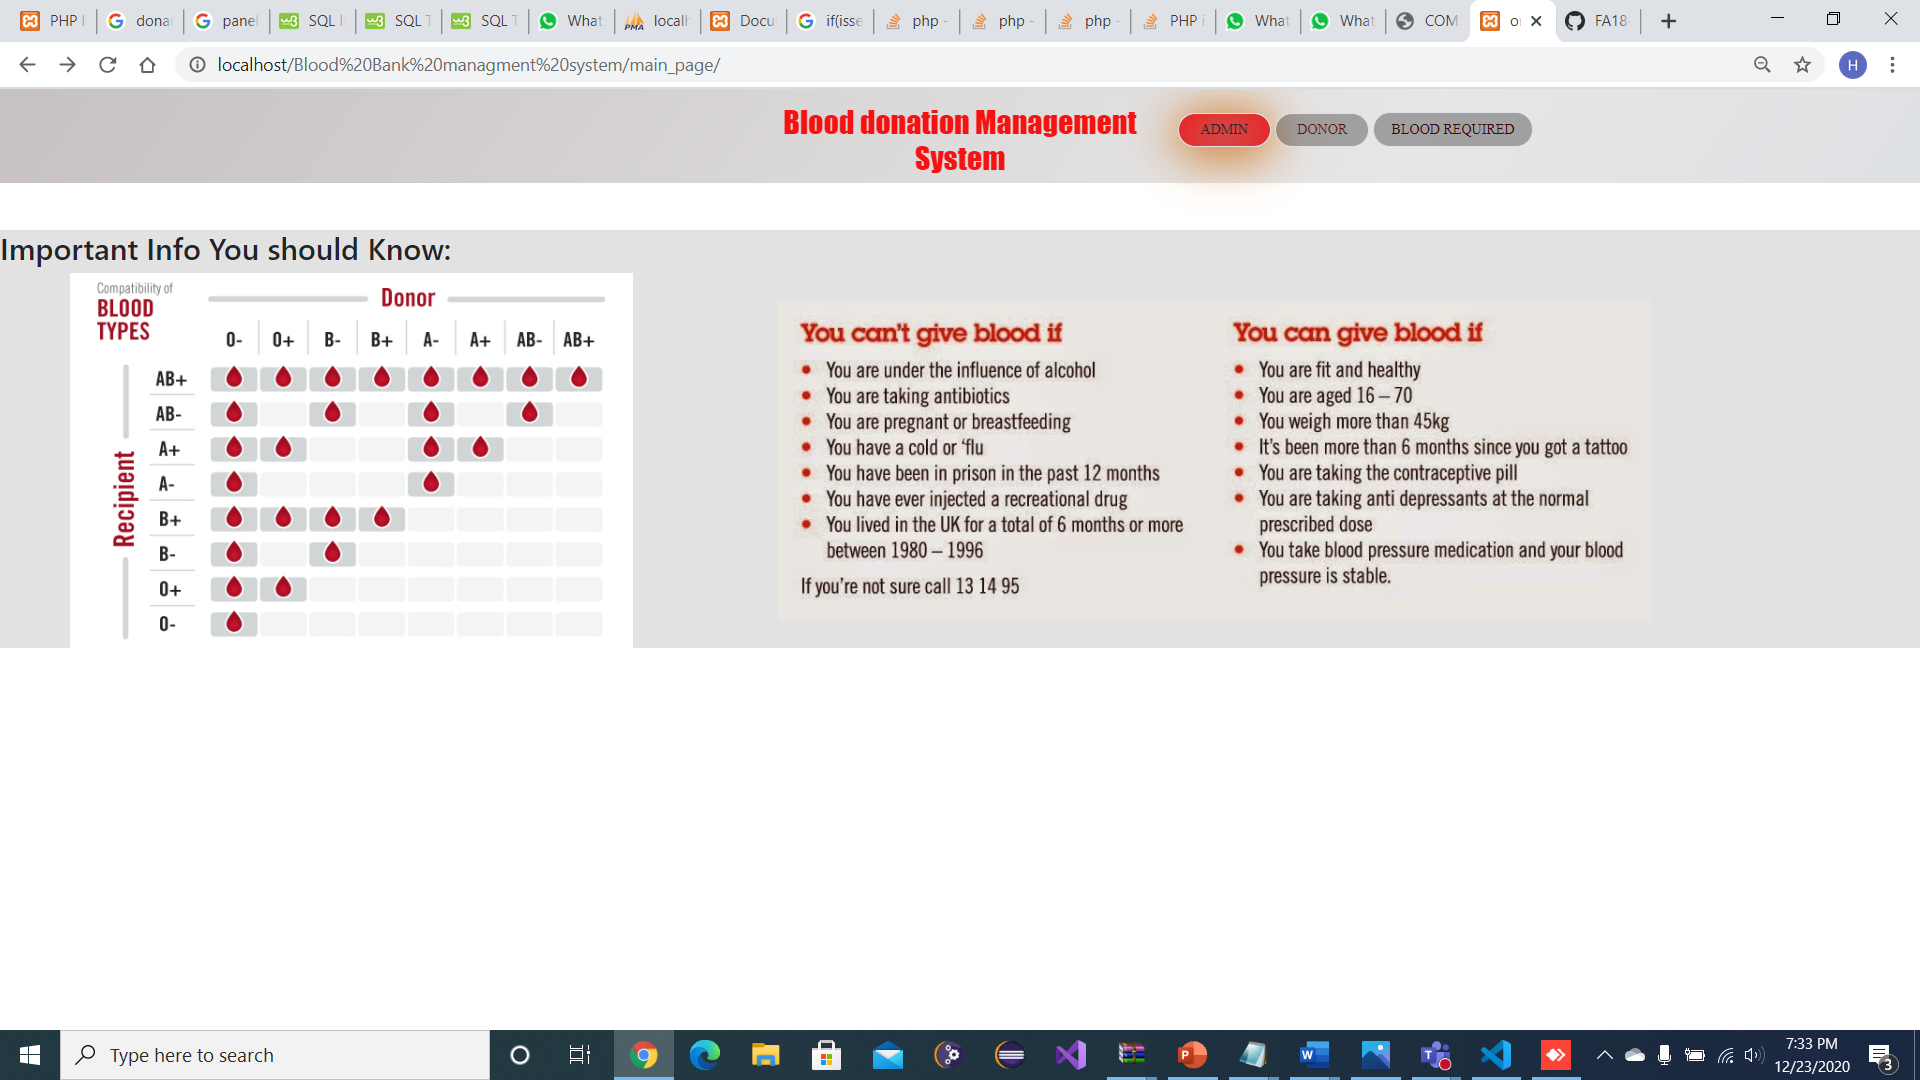 PHP
donar
panel
SQL
SQL
SQL
What
localh
Docu
if(isse
php -
php -
php -
PHP i
What
What
COM
FA18
localhost/Blood%20Bank%20managment%20system/main_page/
H
Blood donation Management
System
ADMIN
DONOR
BLOOD REQUIRED
Important Info You should Know:
Compatibility of
BLOOD
TYPES
Donor
O- O+ B- B+ A- A+ AB- AB+
Recipient
AB+
AB-
A+
A-
B+
B-
O+
O-
You can't give blood if
• You are under the influence of alcohol
• You are taking antibiotics
• You are pregnant or breastfeeding
• You have a cold or 'flu
• You have been in prison in the past 12 months
• You have ever injected a recreational drug
• You lived in the UK for a total of 6 months or more
between 1980 – 1996
If you're not sure call 13 14 95
You can give blood if
• You are fit and healthy
• You are aged 16 – 70
• You weigh more than 45kg
• It's been more than 6 months since you got a tattoo
• You are taking the contraceptive pill
• You are taking anti depressants at the normal
prescribed dose
• You take blood pressure medication and your blood
pressure is stable.
Type here to search
7:33 PM
12/23/2020
3